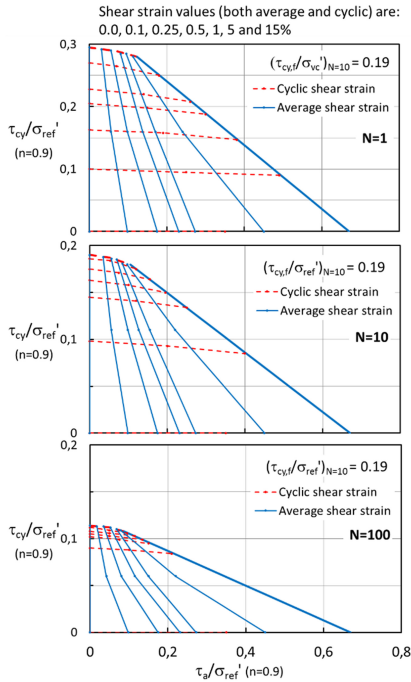 Shear strain values (both average and cyclic) are:
0.0, 0.1, 0.25, 0.5, 1, 5 and 15%
0,3
(τcy,f/σvc')N=10 = 0.19
Cyclic shear strain
Average shear strain
N=1
0,2
τcy/σref'
(n=0.9)
0,1
0
0,2
(τcy,f/σref')N=10 = 0.19
Cyclic shear strain
Average shear strain
N=10
τcy/σref'
(n=0.9)
0,1
0
0,2
(τcy,f/σref')N=10 = 0.19
Cyclic shear strain
Average shear strain
N=100
τcy/σref'
(n=0.9)
0,1
0
0 0,2 0,4 0,6 0,8
τa/σref' (n=0.9)